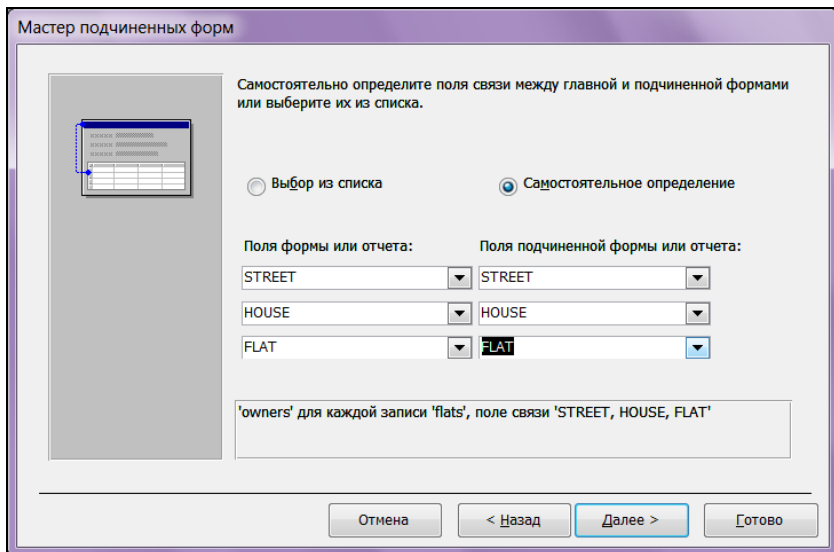 Мастер подчиненных форм
Самостоятельно определите поля связи между главной и подчиненной формами
или выберите их из списка.
Выбор из списка
Самостоятельное определение
Поля формы или отчета:
Поля подчиненной формы или отчета:
STREET
STREET
HOUSE
HOUSE
FLAT
FLAT
'owners' для каждой записи 'flats', поле связи 'STREET, HOUSE, FLAT'
Отмена
< Назад
Далее >
Готово